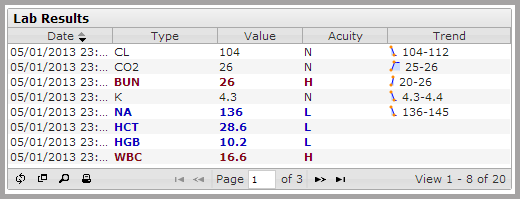 Lab Results
Date Type Value Acuity Trend
05/01/2013 23:... CL 104 N 104-112
05/01/2013 23:... CO2 26 N 25-26
05/01/2013 23:... BUN 26 H 20-26
05/01/2013 23:... K 4.3 N 4.3-4.4
05/01/2013 23:... NA 136 L 136-145
05/01/2013 23:... HCT 28.6 L
05/01/2013 23:... HGB 10.2 L
05/01/2013 23:... WBC 16.6 H
Page 1 of 3 View 1 - 8 of 20